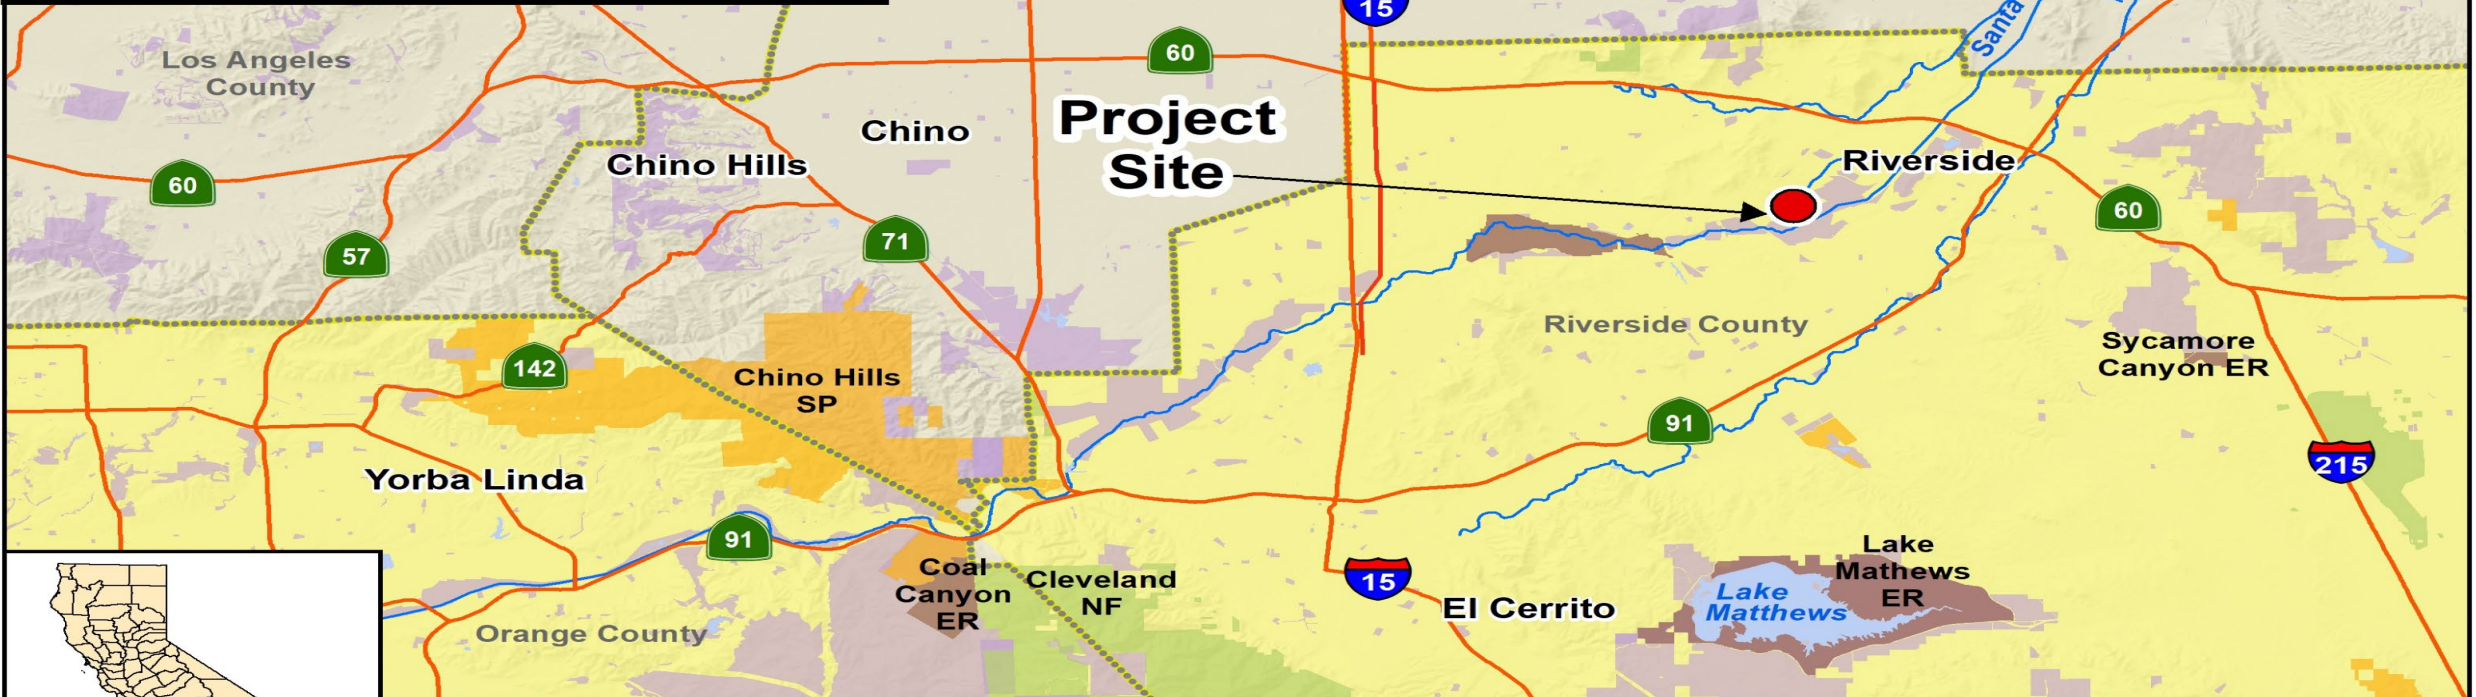 15
Santa
60
Los Angeles
County
Project
Site
Chino
Chino Hills
Riverside
60
60
71
57
Riverside County
Sycamore
Canyon ER
142
Chino Hills
SP
91
215
Yorba Linda
91
Lake
Mathews
ER
Coal
Canyon
ER
Cleveland
NF
15
Lake
Matthews
El Cerrito
Orange County